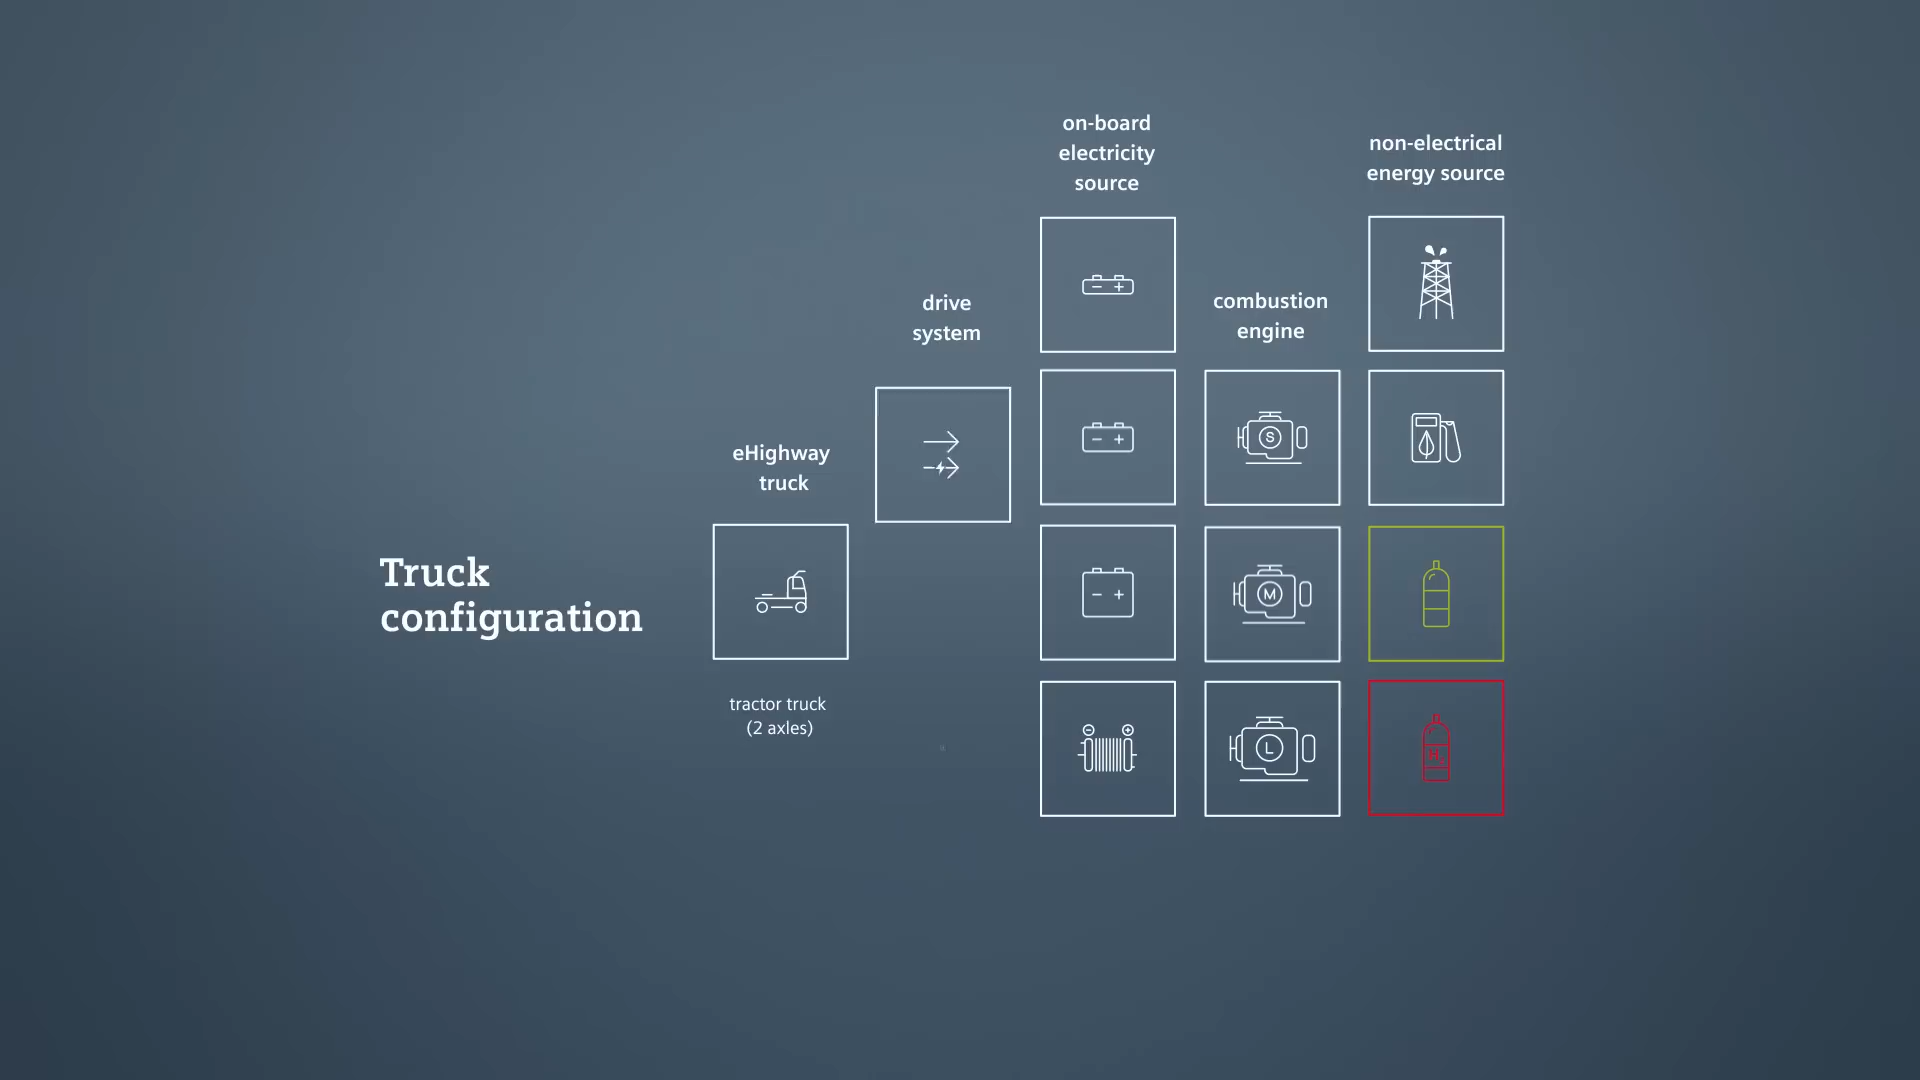 on-board
electricity
source
non-electrical
energy source
drive
system
combustion
engine
eHighway
truck
S
Truck
configuration
M
tractor truck
(2 axles)
L
H₂